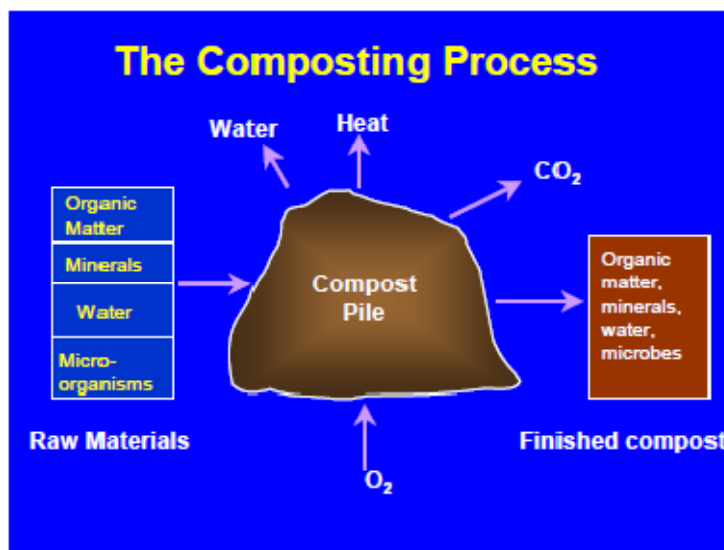 The Composting Process
Water
Heat
CO₂
Organic
Matter
Minerals
Water
Micro-
organisms
Raw Materials
Compost
Pile
O₂
Organic
matter,
minerals,
water,
microbes
Finished compost